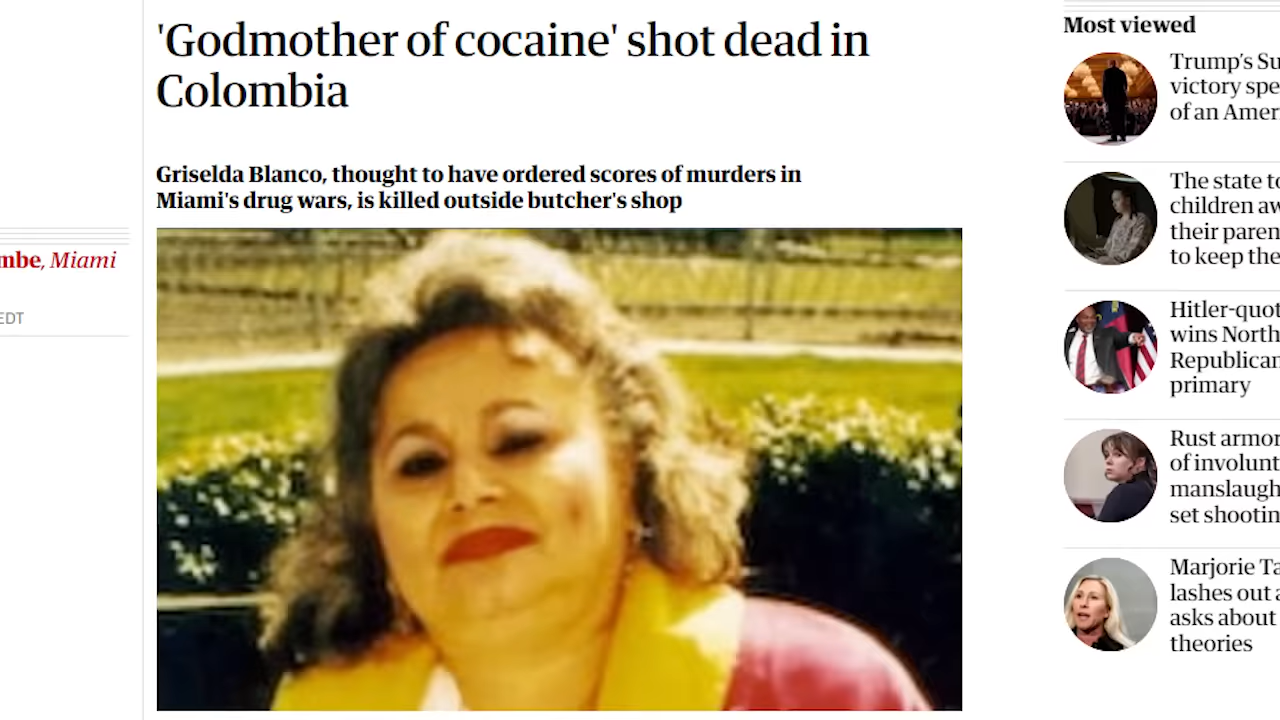 'Godmother of cocaine' shot dead in
Colombia
Griselda Blanco, thought to have ordered scores of murders in
Miami's drug wars, is killed outside butcher's shop
mbe, Miami
EDT
Most viewed
Trump's Su
victory spe
of an Amer
The state to
children aw
their paren
to keep the
Hitler-quot
wins North
Republican
primary
Rust armor
of involunt
manslaugh
set shootin
Marjorie Ta
lashes out a
asks about
theories